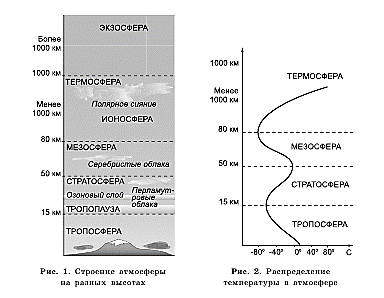 ЭКЗОСФЕРА
Более
1000 км
1000 км
ТЕРМОСФЕРА
Полярное сияние
Менее
1000 км
ИОНОСФЕРА
80 км
МЕЗОСФЕРА
Серебристые облака
50 км
СТРАТОСФЕРА
Озоновый слой
Перламут-
ровые
облака
ТРОПОПАУЗА
15 км
ТРОПОСФЕРА
Рис. 1. Строение атмосферы
на разных высотах
1000 км
ТЕРМОСФЕРА
Менее
1000 км
80 км
МЕЗОСФЕРА
50 км
СТРАТОСФЕРА
15 км
ТРОПОСФЕРА
-80° -40° 0° 40° 80° С
Рис. 2. Распределение
температуры в атмосфере